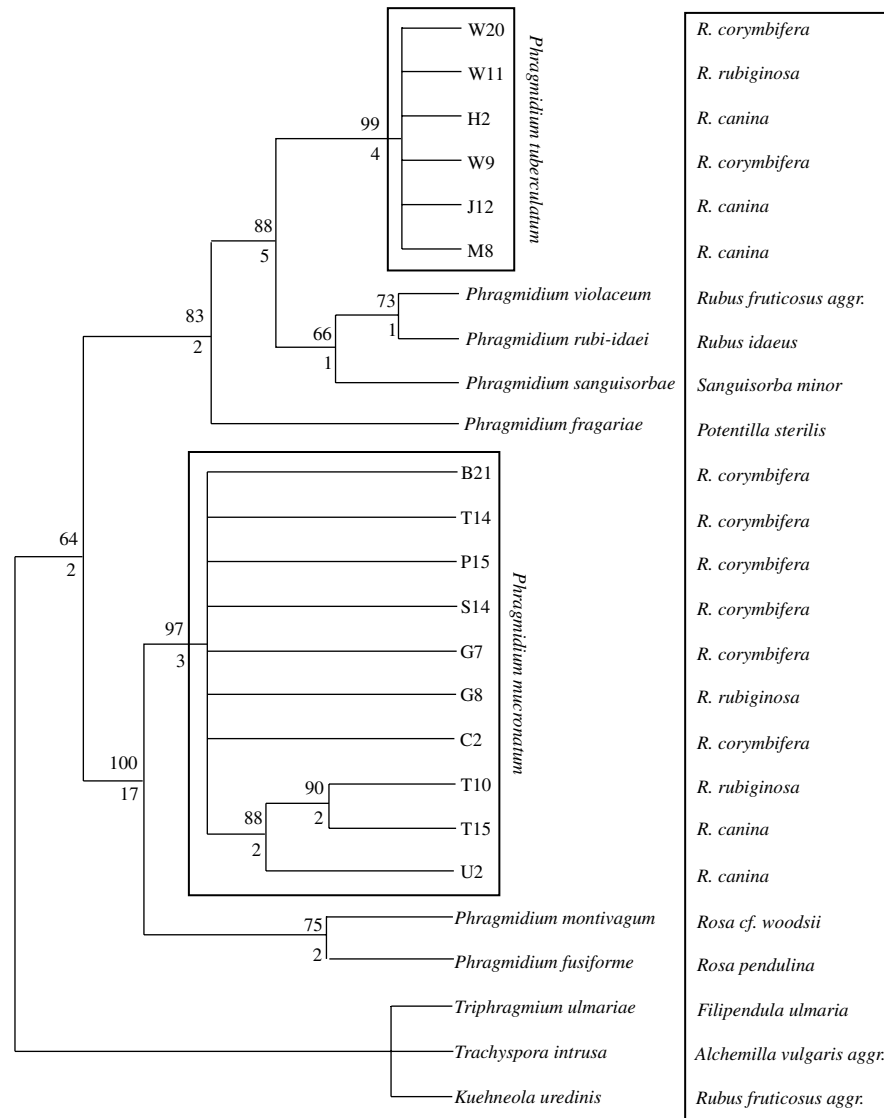 W20 R. corymbifera
W11 R. rubiginosa
H2 R. canina
W9 R. corymbifera
J12 R. canina
M8 R. canina
Phragmidium tuberculatum
99
4
88
5
Phragmidium violaceum Rubus fruticosus aggr.
73
1
Phragmidium rubi-idaei Rubus idaeus
66
1
Phragmidium sanguisorbae Sanguisorba minor
83
2
Phragmidium fragariae Potentilla sterilis
B21 R. corymbifera
T14 R. corymbifera
P15 R. corymbifera
S14 R. corymbifera
G7 R. corymbifera
G8 R. rubiginosa
C2 R. corymbifera
T10 R. rubiginosa
T15 R. canina
U2 R. canina
Phragmidium mucronatum
64
2
97
3
100
17
90
2
88
2
Phragmidium montivagum Rosa cf. woodsii
75
2
Phragmidium fusiforme Rosa pendulina
Triphragmium ulmariae Filipendula ulmaria
Trachyspora intrusa Alchemilla vulgaris aggr.
Kuehneola uredinis Rubus fruticosus aggr.